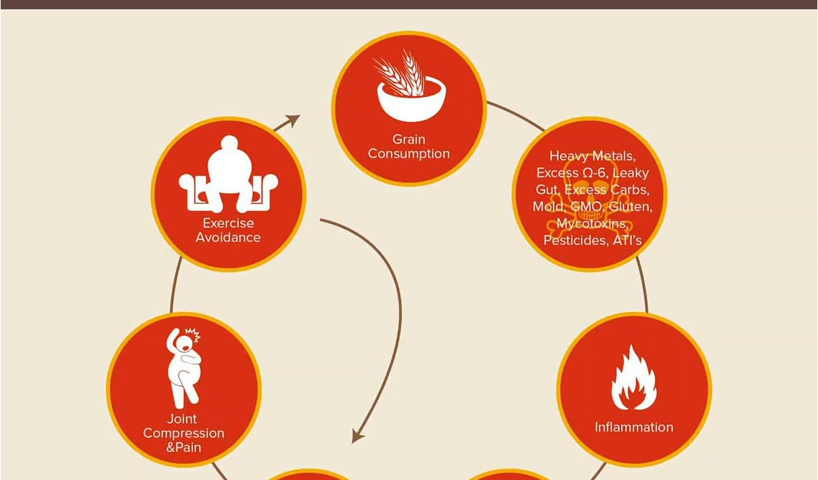 Grain
Consumption
Heavy Metals,
Excess Ω-6, Leaky
Gut, Excess Carbs,
Mold, GMO, Gluten,
Mycotoxins,
Pesticides, ATI's
Inflammation
Joint
Compression
&Pain
Exercise
Avoidance